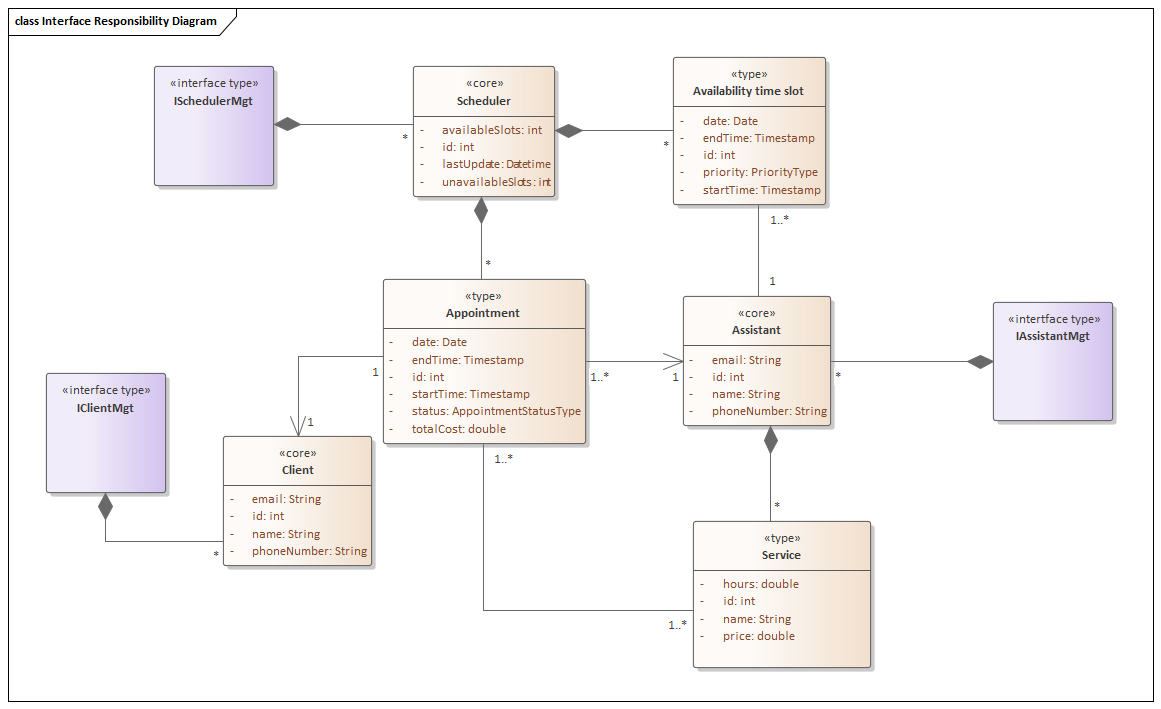 class Interface Responsibility Diagram
«interface type»
ISchedulerMgt
*
«core»
Scheduler
- availableSlots: int
- id: int
- lastUpdate: Datetime
- unavailableSlots: int
*
«type»
Availability time slot
- date: Date
- endTime: Timestamp
- id: int
- priority: PriorityType
- startTime: Timestamp
1..*
1
*
«type»
Appointment
- date: Date
- endTime: Timestamp
- id: int
- startTime: Timestamp
- status: AppointmentStatusType
- totalCost: double
1..*
1
«core»
Assistant
- email: String
- id: int
- name: String
- phoneNumber: String
*
«intertface type»
IAssistantMgt
1
1
«interface type»
IClientMgt
*
«core»
Client
- email: String
- id: int
- name: String
- phoneNumber: String
1..*
1..*
*
«type»
Service
- hours: double
- id: int
- name: String
- price: double